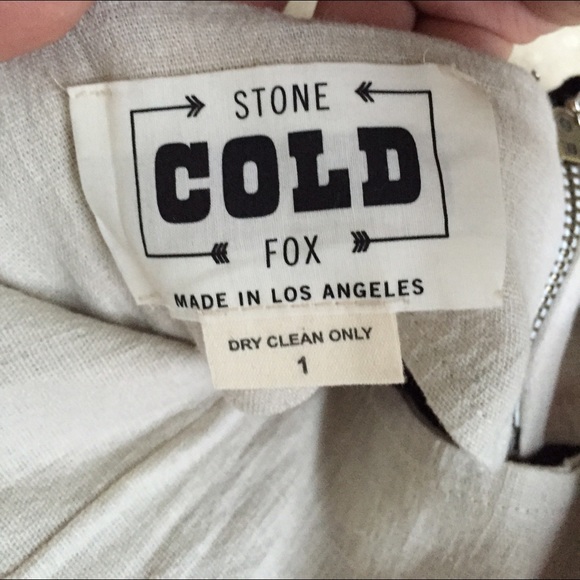 STONE
COLD
FOX
MADE IN LOS ANGELES
DRY CLEAN ONLY
1